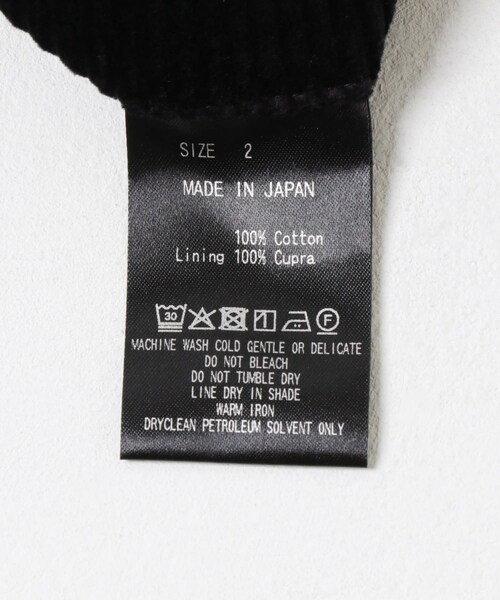 SIZE 2
MADE IN JAPAN
100% Cotton
Lining 100% Cupra
30 F
MACHINE WASH COLD GENTLE OR DELICATE
DO NOT BLEACH
DO NOT TUMBLE DRY
LINE DRY IN SHADE
WARM IRON
DRYCLEAN PETROLEUM SOLVENT ONLY